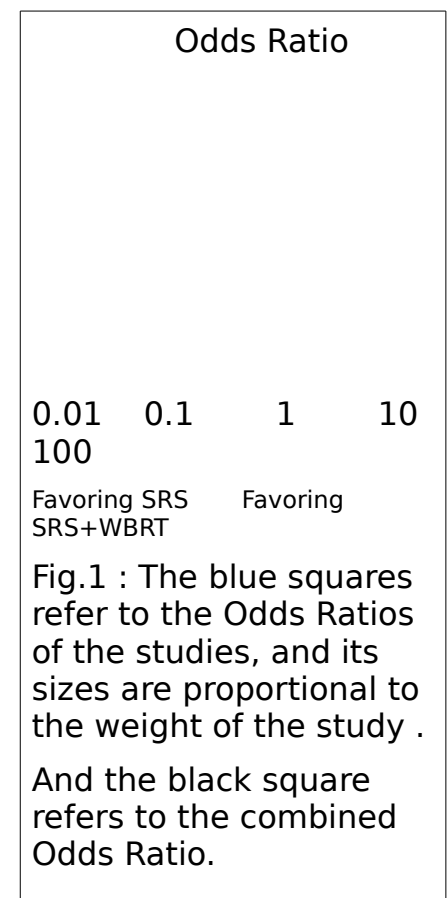 Odds Ratio
0.01 0.1 1 10
100
Favoring SRS Favoring
SRS+WBRT
Fig.1 : The blue squares
refer to the Odds Ratios
of the studies, and its
sizes are proportional to
the weight of the study .
And the black square
refers to the combined
Odds Ratio.